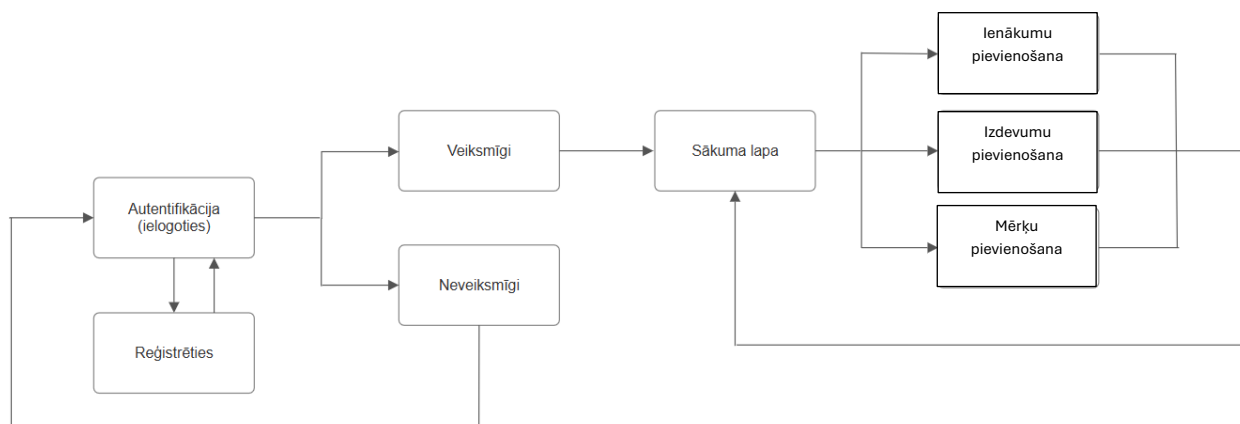 Autentifikācija
(ielogoties)
Reģistrēties
Veiksmīgi
Neveiksmīgi
Sākuma lapa
Ienākumu
pievienošana
Izdevumu
pievienošana
Mērķu
pievienošana